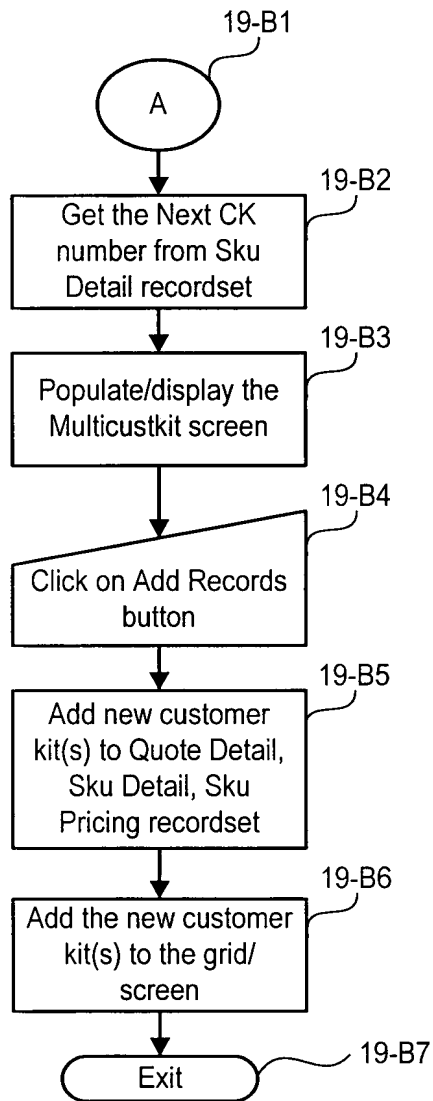 19-B1
A
19-B2
Get the Next CK
number from Sku
Detail recordset
19-B3
Populate/display the
Multicustkit screen
19-B4
Click on Add Records
button
19-B5
Add new customer
kit(s) to Quote Detail,
Sku Detail, Sku
Pricing recordset
19-B6
Add the new customer
kit(s) to the grid/
screen
19-B7
Exit